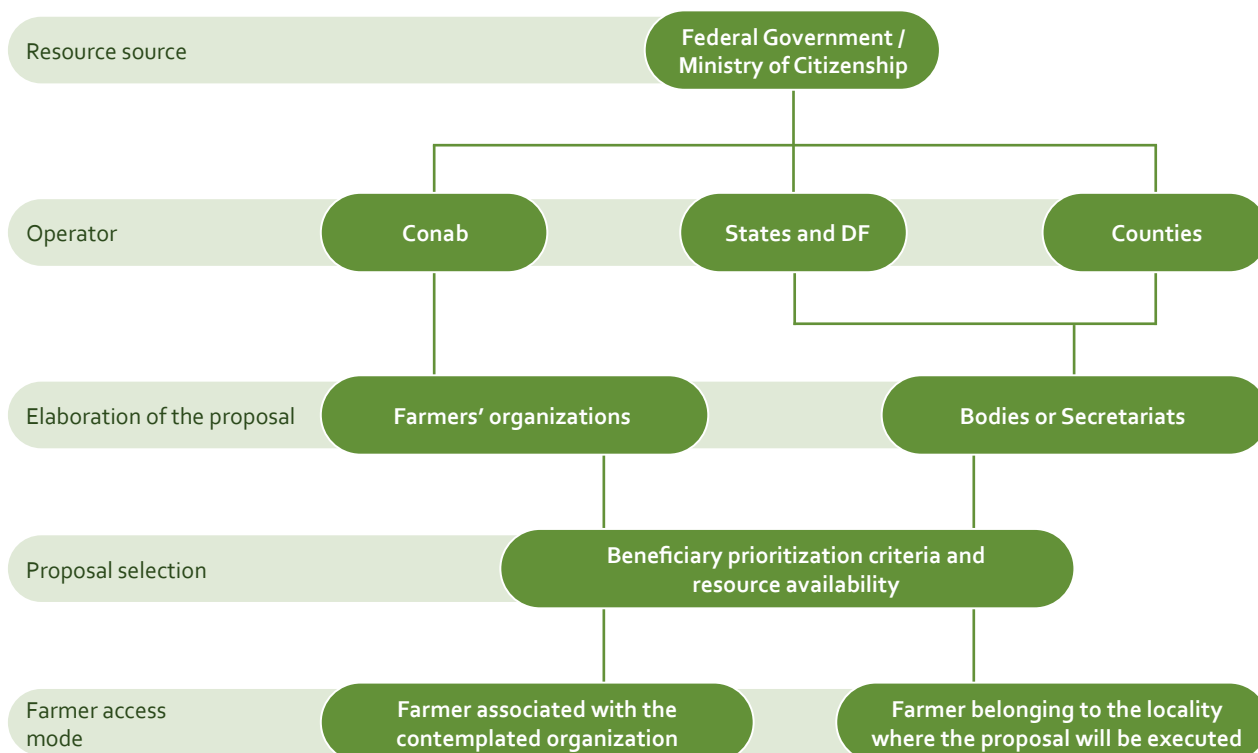 Resource source
Federal Government /
Ministry of Citizenship
Operator
Conab
States and DF
Counties
Elaboration of the proposal
Farmers’ organizations
Bodies or Secretariats
Proposal selection
Beneficiary prioritization criteria and
resource availability
Farmer access
mode
Farmer associated with the
contemplated organization
Farmer belonging to the locality
where the proposal will be executed